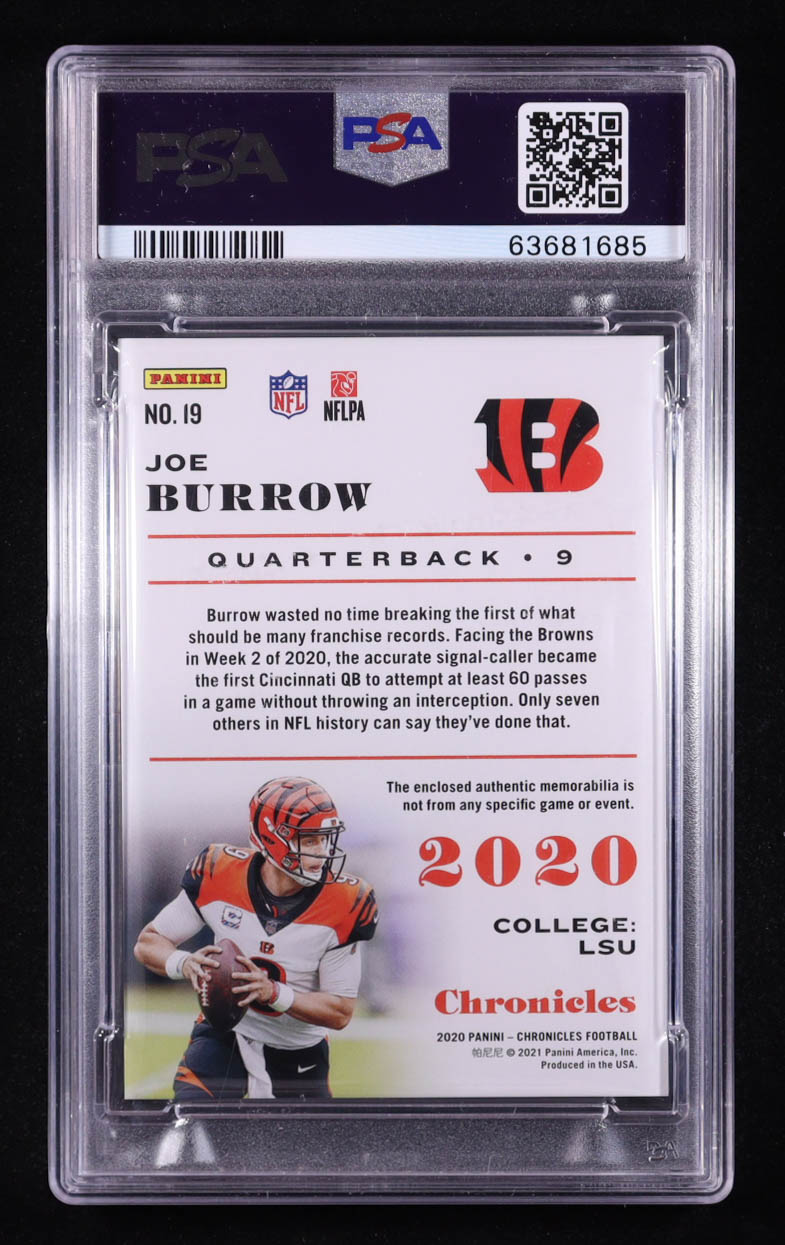 PSA
PSA
63681685
PANINI
NFL
NFLPA
NO. 19
JOE
BURROW
B
QUARTERBACK • 9
Burrow wasted no time breaking the first of what
should be many franchise records. Facing the Browns
in Week 2 of 2020, the accurate signal-caller became
the first Cincinnati QB to attempt at least 60 passes
in a game without throwing an interception. Only seven
others in NFL history can say they've done that.
The enclosed authentic memorabilia is
not from any specific game or event.
2020
COLLEGE:
LSU
Chronicles
2020 PANINI – CHRONICLES FOOTBALL
帕尼尼 © 2021 Panini America, Inc.
Produced in the USA.
9
9
B
9
PSA